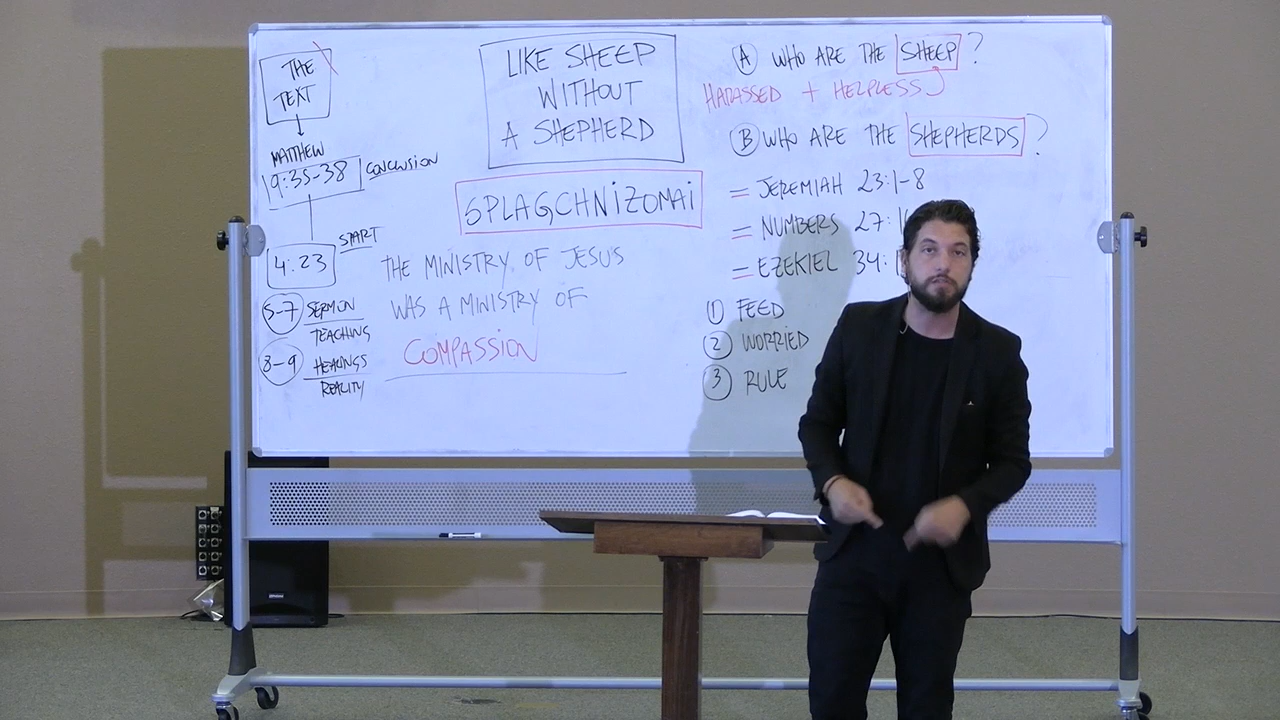 THE
TEXT
MATTHEW
9:35-38 CONCLUSION
START
4:23
5-7 SERMON
TEACHING
8-9 HEALINGS
REALITY
LIKE SHEEP
WITHOUT
A SHEPHERD
SPLAGCHNIZOMAI
THE MINISTRY OF JESUS
WAS A MINISTRY OF
COMPASSION
A WHO ARE THE SHEEP?
HARASSED + HELPLESS
B WHO ARE THE SHEPHERDS?
= JEREMIAH 23:1-8
= NUMBERS 27:
= EZEKIEL 34:
1 FEED
2 WORRIED
3 RULE